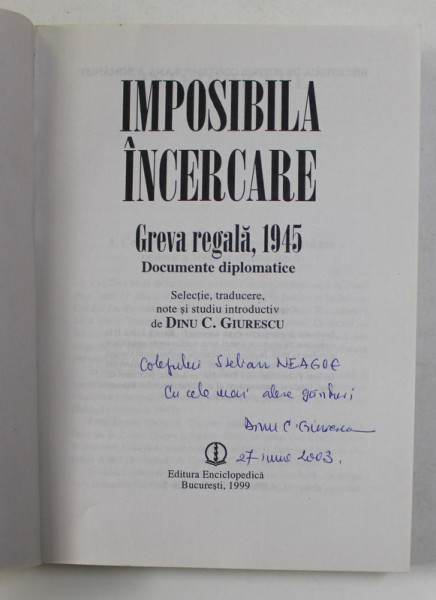 IMPOSIBILA
ÎNCERCARE
Greva regală, 1945
Documente diplomatice
Selecție, traducere,
note și studiu introductiv
de DINU C. GIURESCU
Colegului Stelian NEAGOE
Cu cele mai alese gânduri
Dinu C. Giurescu
27 iunie 2003.
Editura Enciclopedică
București, 1999